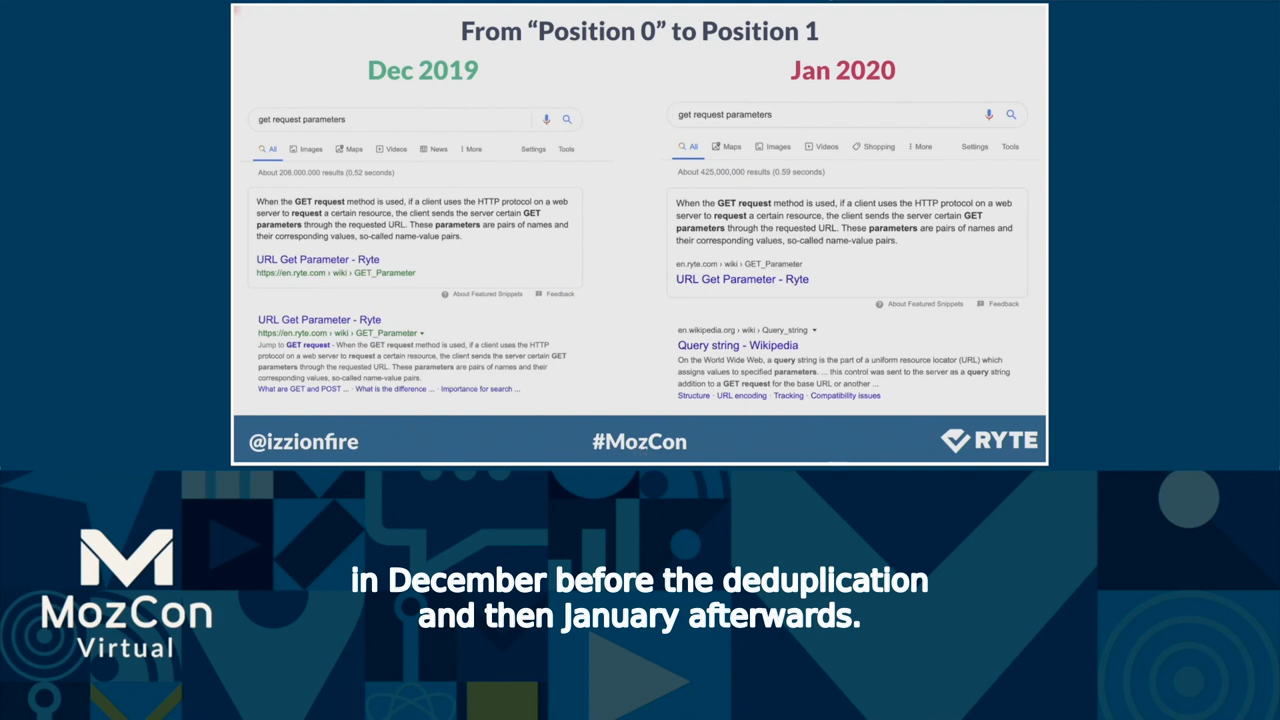 From “Position 0” to Position 1
Dec 2019
get request parameters
All Images Maps Videos News More Settings Tools
About 206.000.000 results (0,52 seconds)
When the GET request method is used, if a client uses the HTTP protocol on a web
server to request a certain resource, the client sends the server certain GET
parameters through the requested URL. These parameters are pairs of names and
their corresponding values, so-called name-value pairs.
URL Get Parameter - Ryte
https://en.ryte.com › wiki › GET_Parameter
About Featured Snippets Feedback
URL Get Parameter - Ryte
https://en.ryte.com › wiki › GET_Parameter
Jump to GET request - When the GET request method is used, if a client uses the HTTP
protocol on a web server to request a certain resource, the client sends the server certain GET
parameters through the requested URL. These parameters are pairs of names and their
corresponding values, so-called name-value pairs.
What are GET and POST ... · What is the difference ... · Importance for search ...
Jan 2020
get request parameters
All Maps Images Videos Shopping More Settings Tools
About 425,000,000 results (0.59 seconds)
When the GET request method is used, if a client uses the HTTP protocol on a web
server to request a certain resource, the client sends the server certain GET
parameters through the requested URL. These parameters are pairs of names and
their corresponding values, so-called name-value pairs.
en.ryte.com › wiki › GET_Parameter
URL Get Parameter - Ryte
About Featured Snippets Feedback
en.wikipedia.org › wiki › Query_string
Query string - Wikipedia
On the World Wide Web, a query string is the part of a uniform resource locator (URL) which
assigns values to specified parameters. ... this control was sent to the server as a query string
addition to a GET request for the base URL or another ...
Structure · URL encoding · Tracking · Compatibility issues
@izzionfire
#MozCon
RYTE
M
MozCon
Virtual
in December before the deduplication
and then January afterwards.